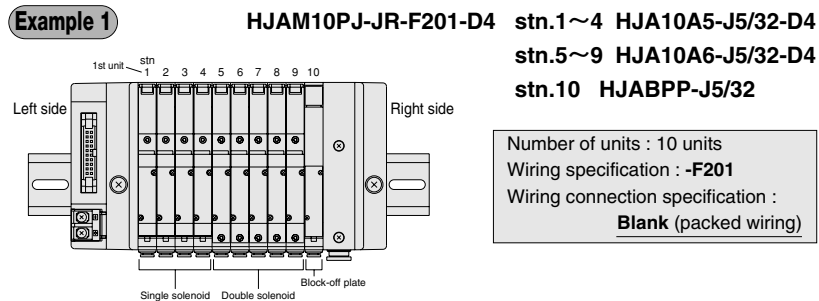 Example 1)
HJAM10PJ-JR-F201-D4 stn.1～4 HJA10A5-J5/32-D4
stn.5～9 HJA10A6-J5/32-D4
stn.10 HJABPP-J5/32
1st unit
stn
1 2 3 4 5 6 7 8 9 10
Left side
Right side
Number of units : 10 units
Wiring specification : -F201
Wiring connection specification :
Blank (packed wiring)
Single solenoid
Double solenoid
Block-off plate